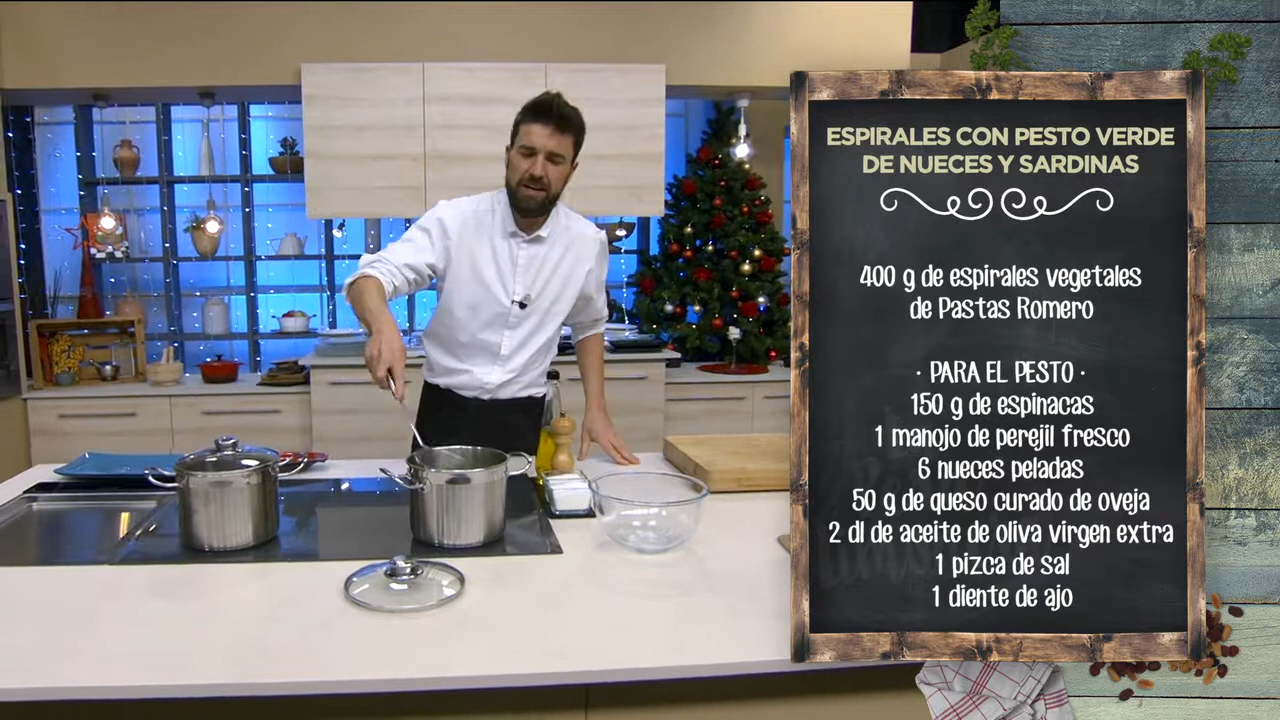 ESPIRALES CON PESTO VERDE
DE NUECES Y SARDINAS
400 g de espirales vegetales
de Pastas Romero
· PARA EL PESTO ·
150 g de espinacas
1 manojo de perejil fresco
6 nueces peladas
50 g de queso curado de oveja
2 dl de aceite de oliva virgen extra
1 pizca de sal
1 diente de ajo